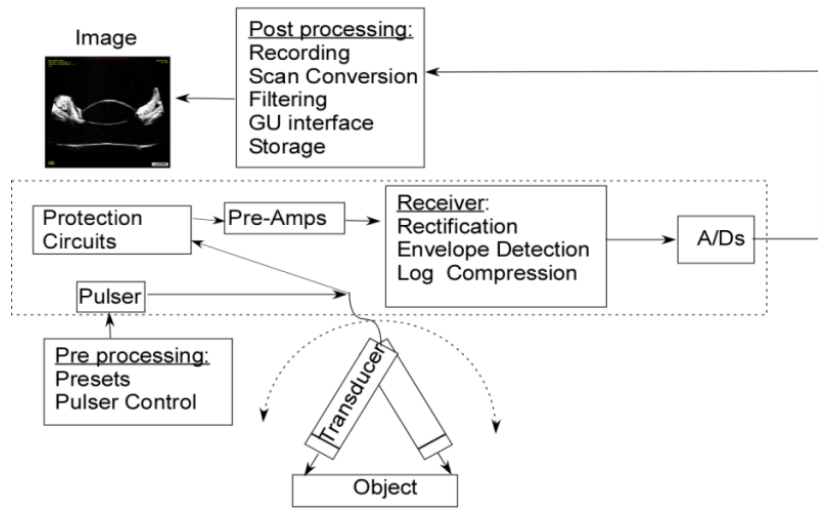 Image
Post processing:
Recording
Scan Conversion
Filtering
GU interface
Storage
Protection
Circuits
Pre-Amps
Receiver:
Rectification
Envelope Detection
Log Compression
A/Ds
Pulser
Pre processing:
Presets
Pulser Control
Transducer
Object